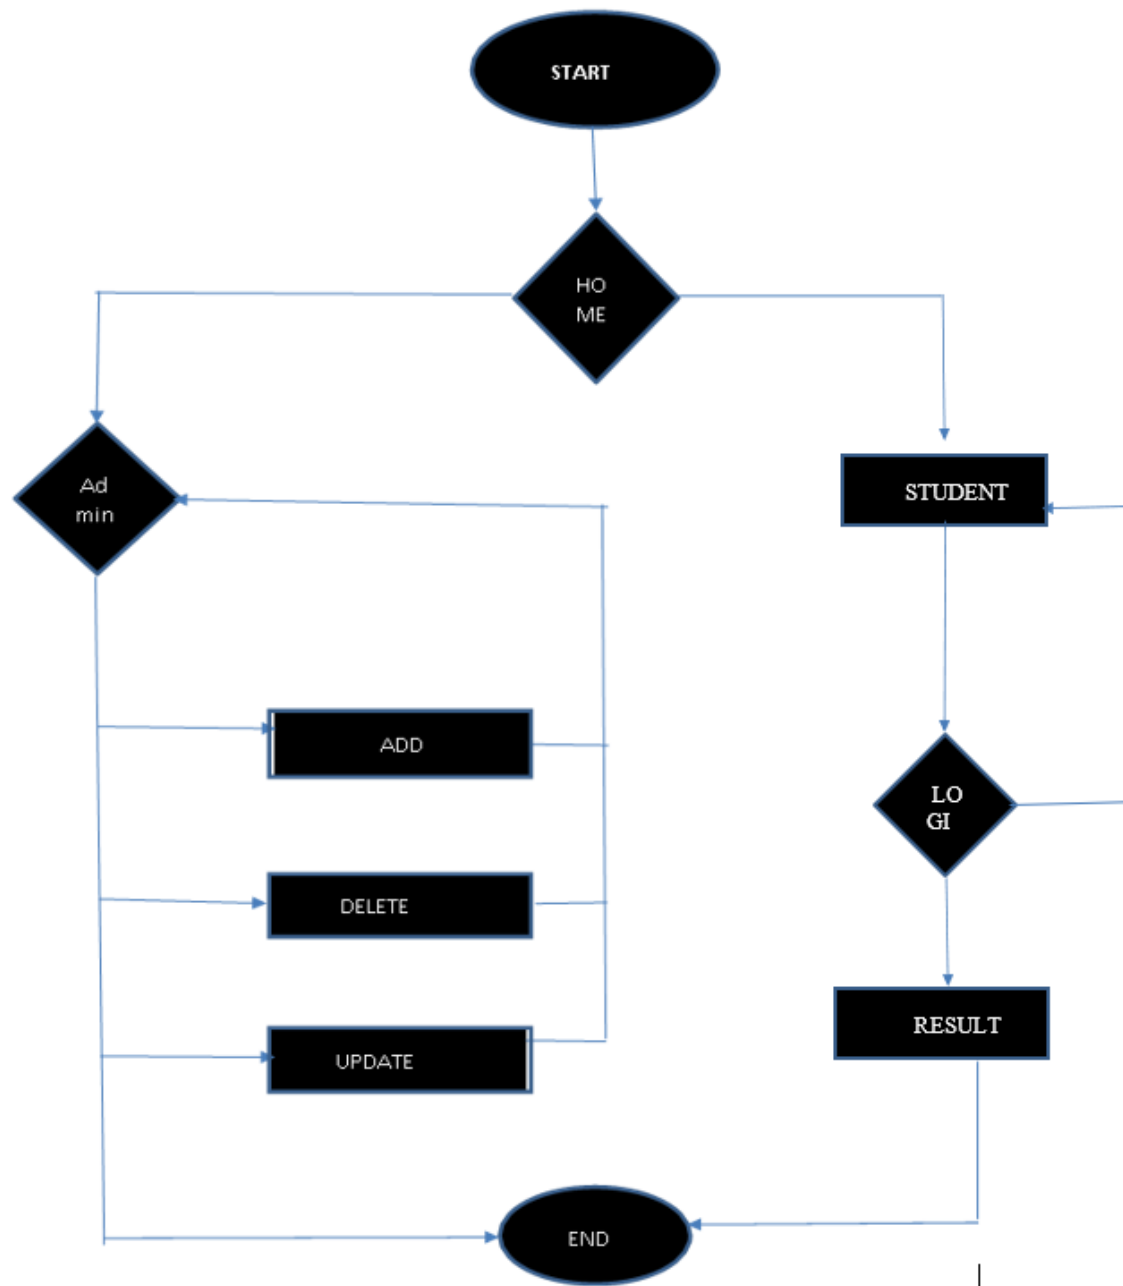 START
HO
ME
Ad
min
STUDENT
ADD
LO
GI
DELETE
RESULT
UPDATE
END